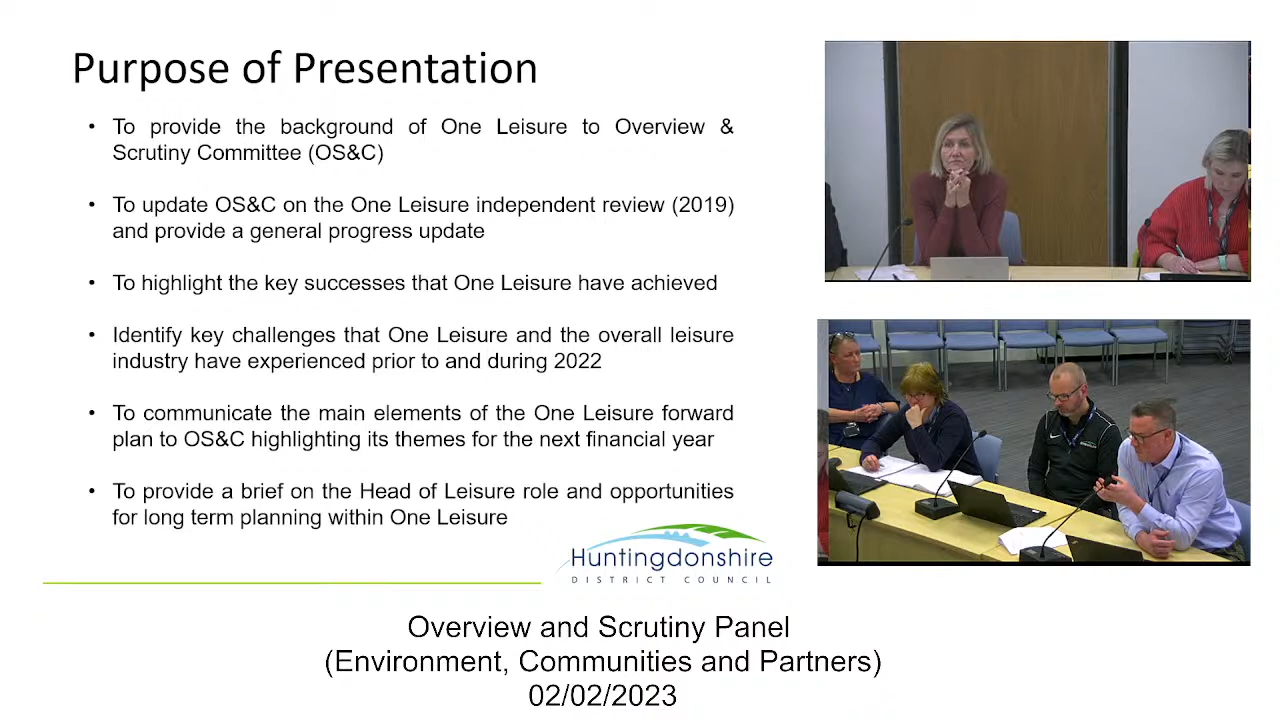 Purpose of Presentation
• To provide the background of One Leisure to Overview &
Scrutiny Committee (OS&C)
• To update OS&C on the One Leisure independent review (2019)
and provide a general progress update
• To highlight the key successes that One Leisure have achieved
• Identify key challenges that One Leisure and the overall leisure
industry have experienced prior to and during 2022
• To communicate the main elements of the One Leisure forward
plan to OS&C highlighting its themes for the next financial year
• To provide a brief on the Head of Leisure role and opportunities
for long term planning within One Leisure
Huntingdonshire
DISTRICT COUNCIL
Overview and Scrutiny Panel
(Environment, Communities and Partners)
02/02/2023